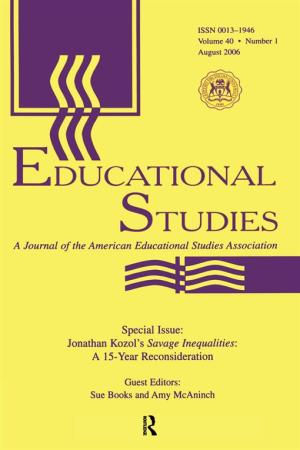 ISSN 0013–1946
Volume 40 • Number 1
August 2006
EDUCATIONAL
STUDIES
A Journal of the American Educational Studies Association
Special Issue:
Jonathan Kozol's Savage Inequalities:
A 15-Year Reconsideration
Guest Editors:
Sue Books and Amy McAninch
R